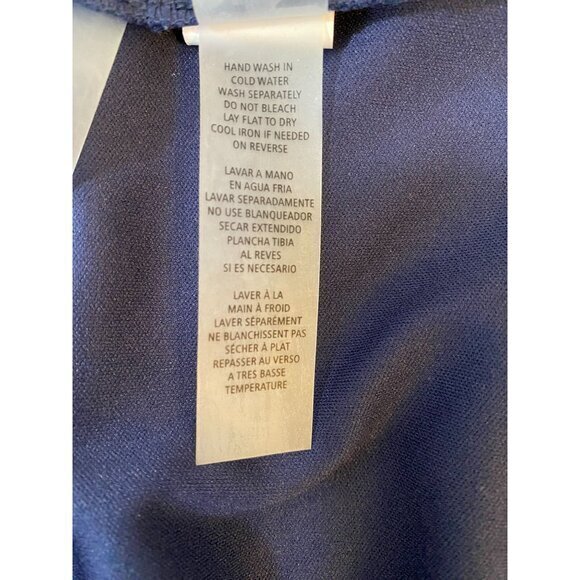 HAND WASH IN
COLD WATER
WASH SEPARATELY
DO NOT BLEACH
LAY FLAT TO DRY
COOL IRON IF NEEDED
ON REVERSE
LAVAR A MANO
EN AGUA FRIA
LAVAR SEPARADAMENTE
NO USE BLANQUEADOR
SECAR EXTENDIDO
PLANCHA TIBIA
AL REVES
SI ES NECESARIO
LAVER À LA
MAIN À FROID
LAVER SÉPARÉMENT
NE BLANCHISSENT PAS
SÉCHER À PLAT
REPASSER AU VERSO
A TRES BASSE
TEMPERATURE